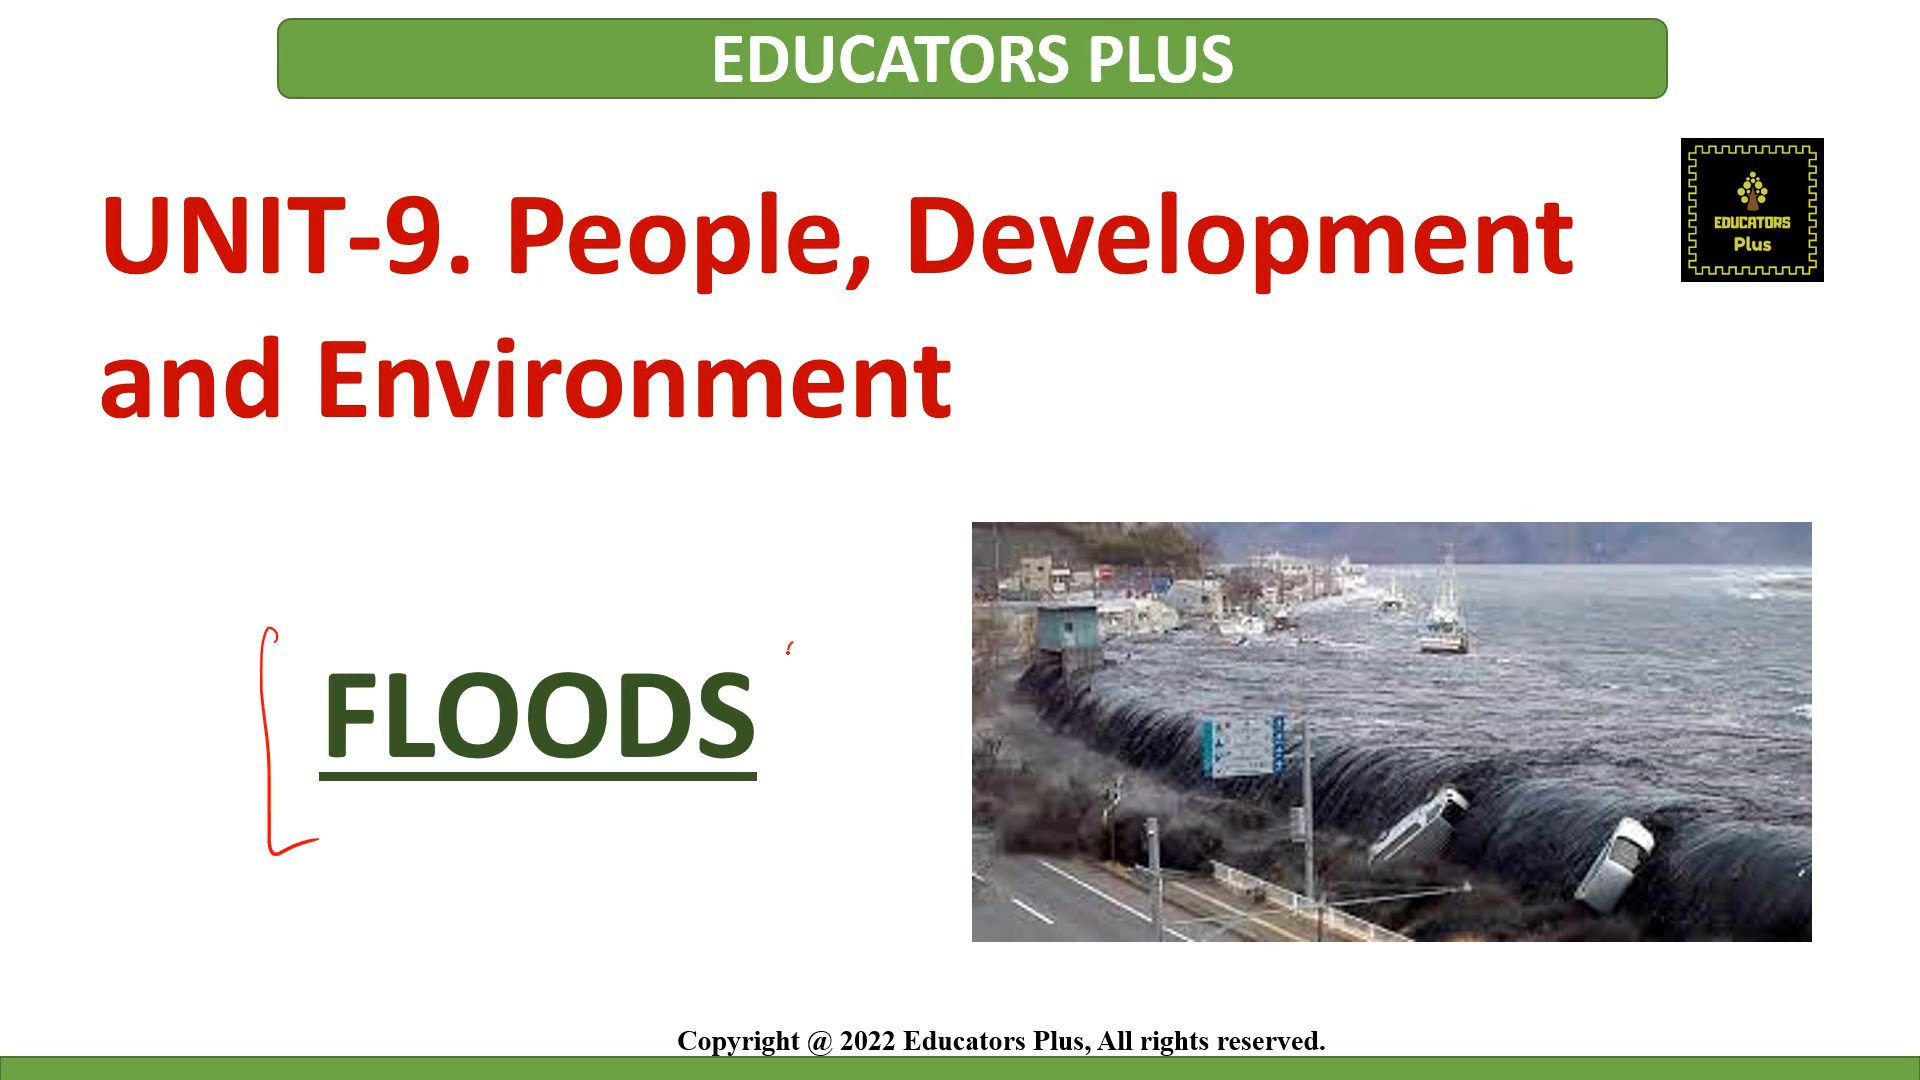 EDUCATORS PLUS
UNIT-9. People, Development
and Environment
EDUCATORS
Plus
FLOODS
Copyright @ 2022 Educators Plus, All rights reserved.